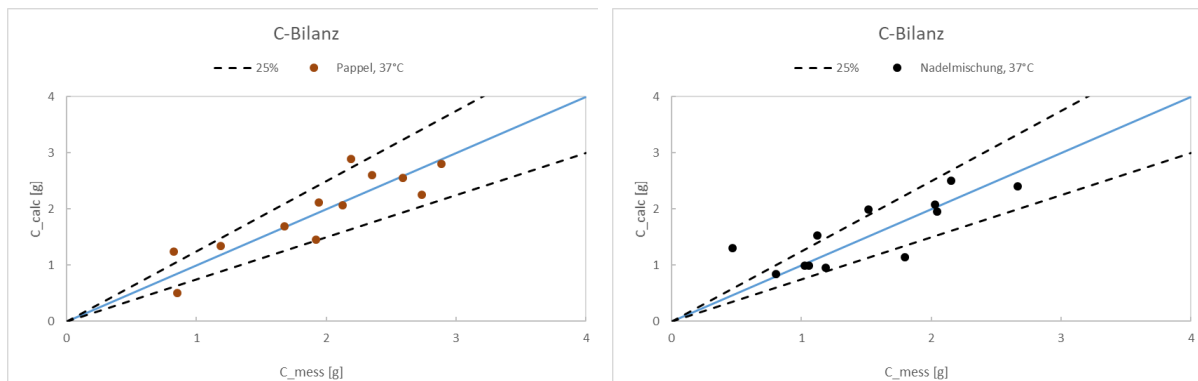 C-Bilanz
25% Pappel, 37°C
4
3
2
1
0
C_calc [g]
0 1 2 3 4
C_mess [g]
C-Bilanz
25% Nadelmischung, 37°C
4
3
2
1
0
C_calc [g]
0 1 2 3 4
C_mess [g]